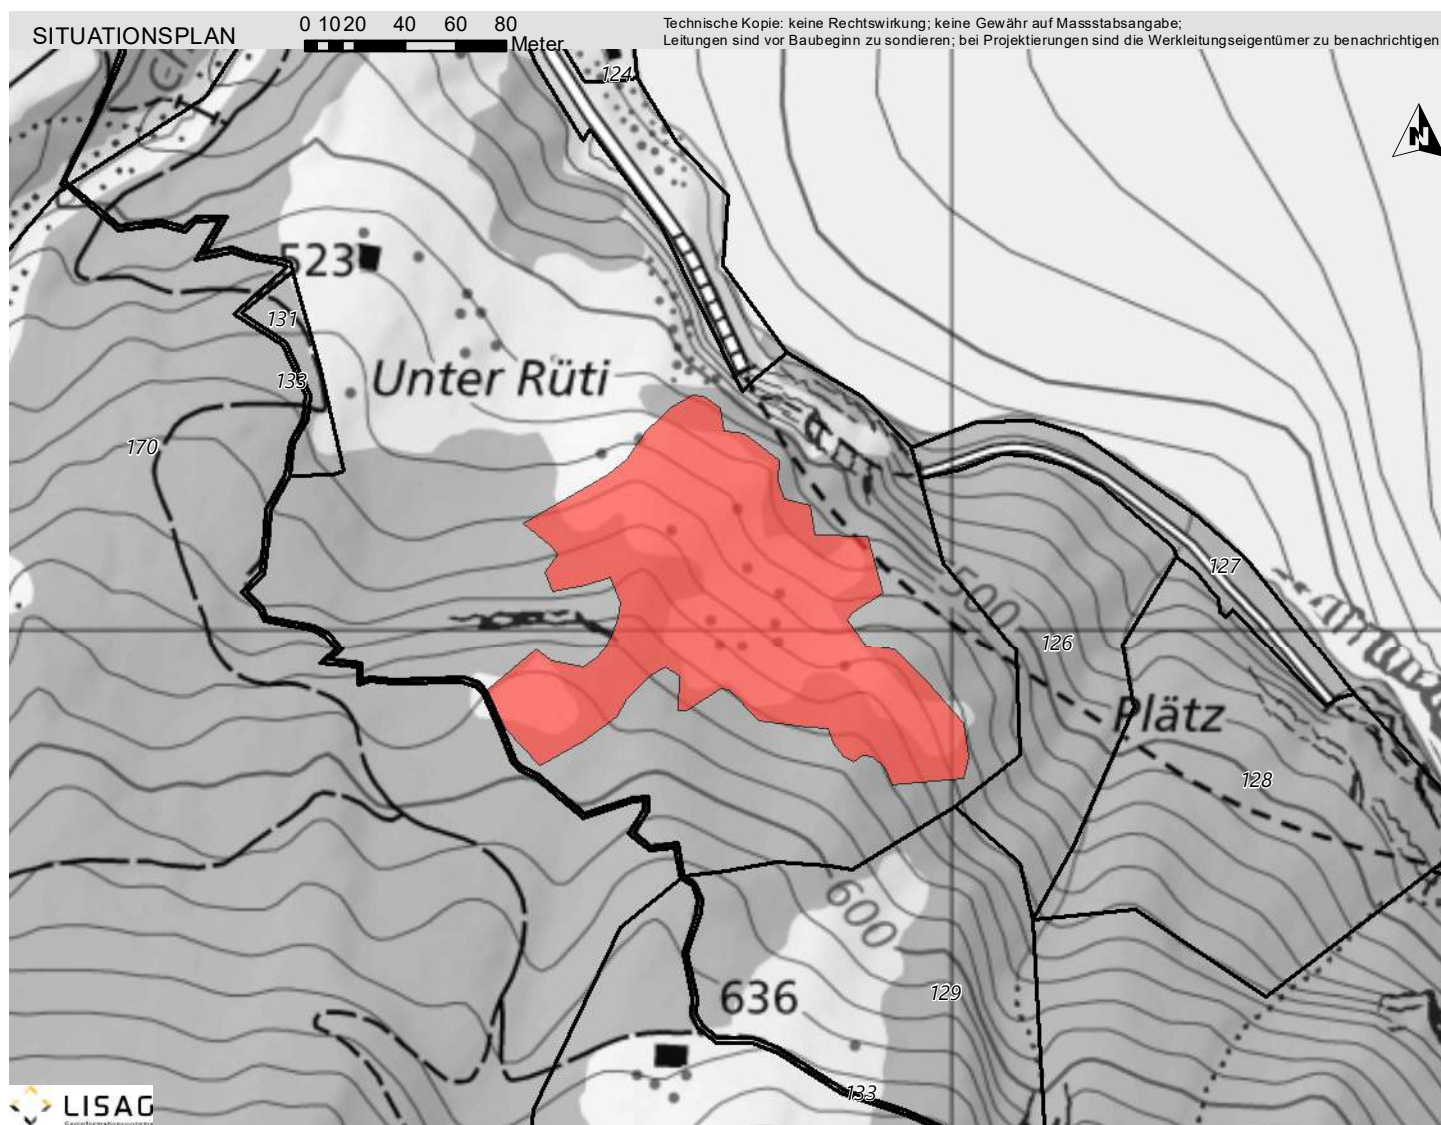 SITUATIONSPLAN
0 10 20 40 60 80
Meter
Technische Kopie: keine Rechtswirkung; keine Gewähr auf Massstabsangabe;
Leitungen sind vor Baubeginn zu sondieren; bei Projektierungen sind die Werkleitungseigentümer zu benachrichtigen
124
N
523
131
133
Unter Rüti
170
127
500
126
Plätz
128
600
636
129
133
LISAG